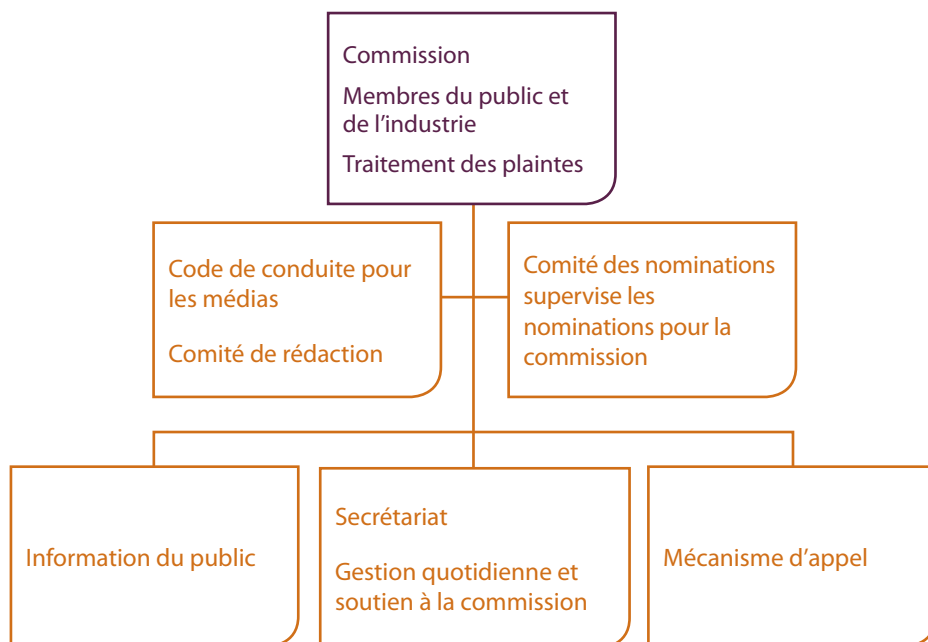 Commission
Membres du public et
de l’industrie
Traitement des plaintes
Code de conduite pour
les médias
Comité de rédaction
Comité des nominations
supervise les
nominations pour la
commission
Information du public
Secrétariat
Gestion quotidienne et
soutien à la commission
Mécanisme d’appel